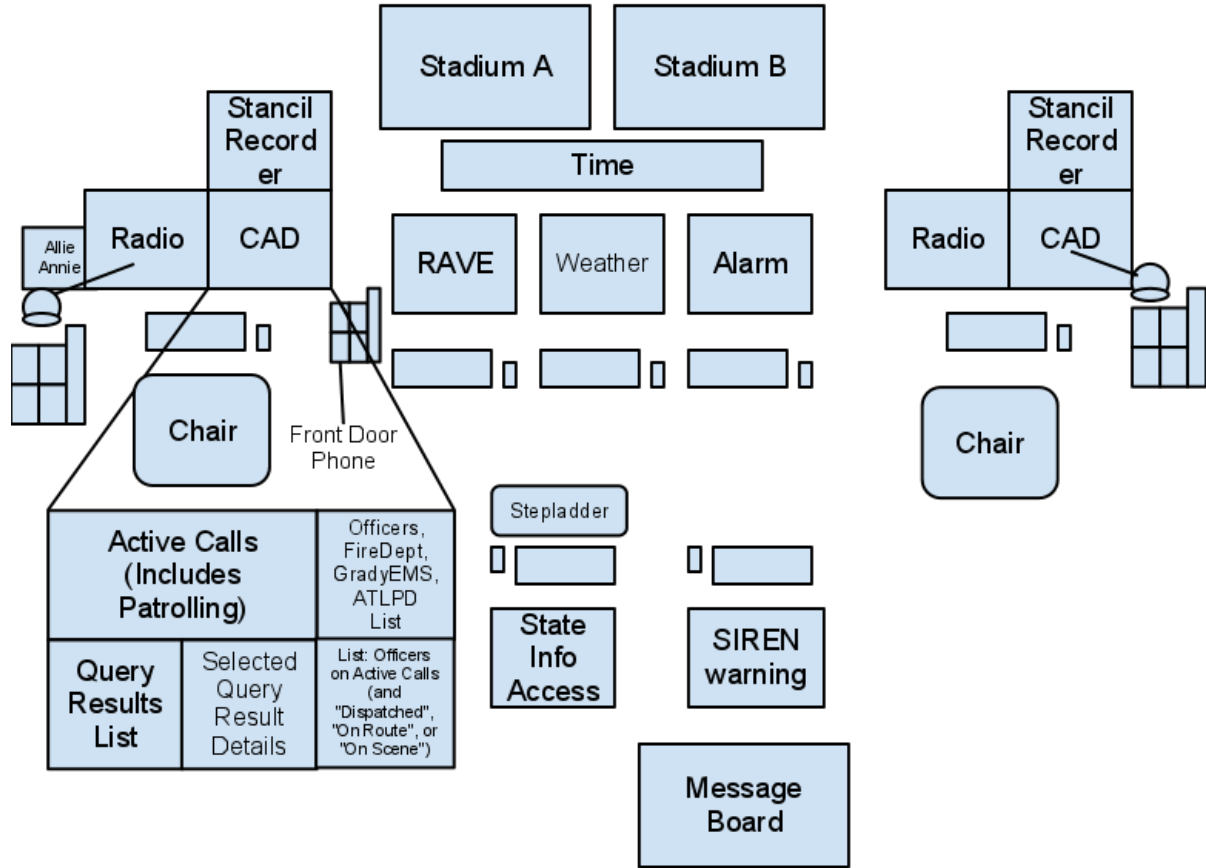 Stadium A
Stadium B
Stancil
Record
er
Stancil
Record
er
Time
Allie
Annie
Radio
CAD
RAVE
Weather
Alarm
Radio
CAD
Chair
Front Door
Phone
Chair
Stepladder
Active Calls
(Includes
Patrolling)
Officers,
FireDept,
GradyEMS,
ATLPD
List
Query
Results
List
Selected
Query
Result
Details
List: Officers
on Active Calls
(and
"Dispatched",
"On Route", or
"On Scene")
State
Info
Access
SIREN
warning
Message
Board